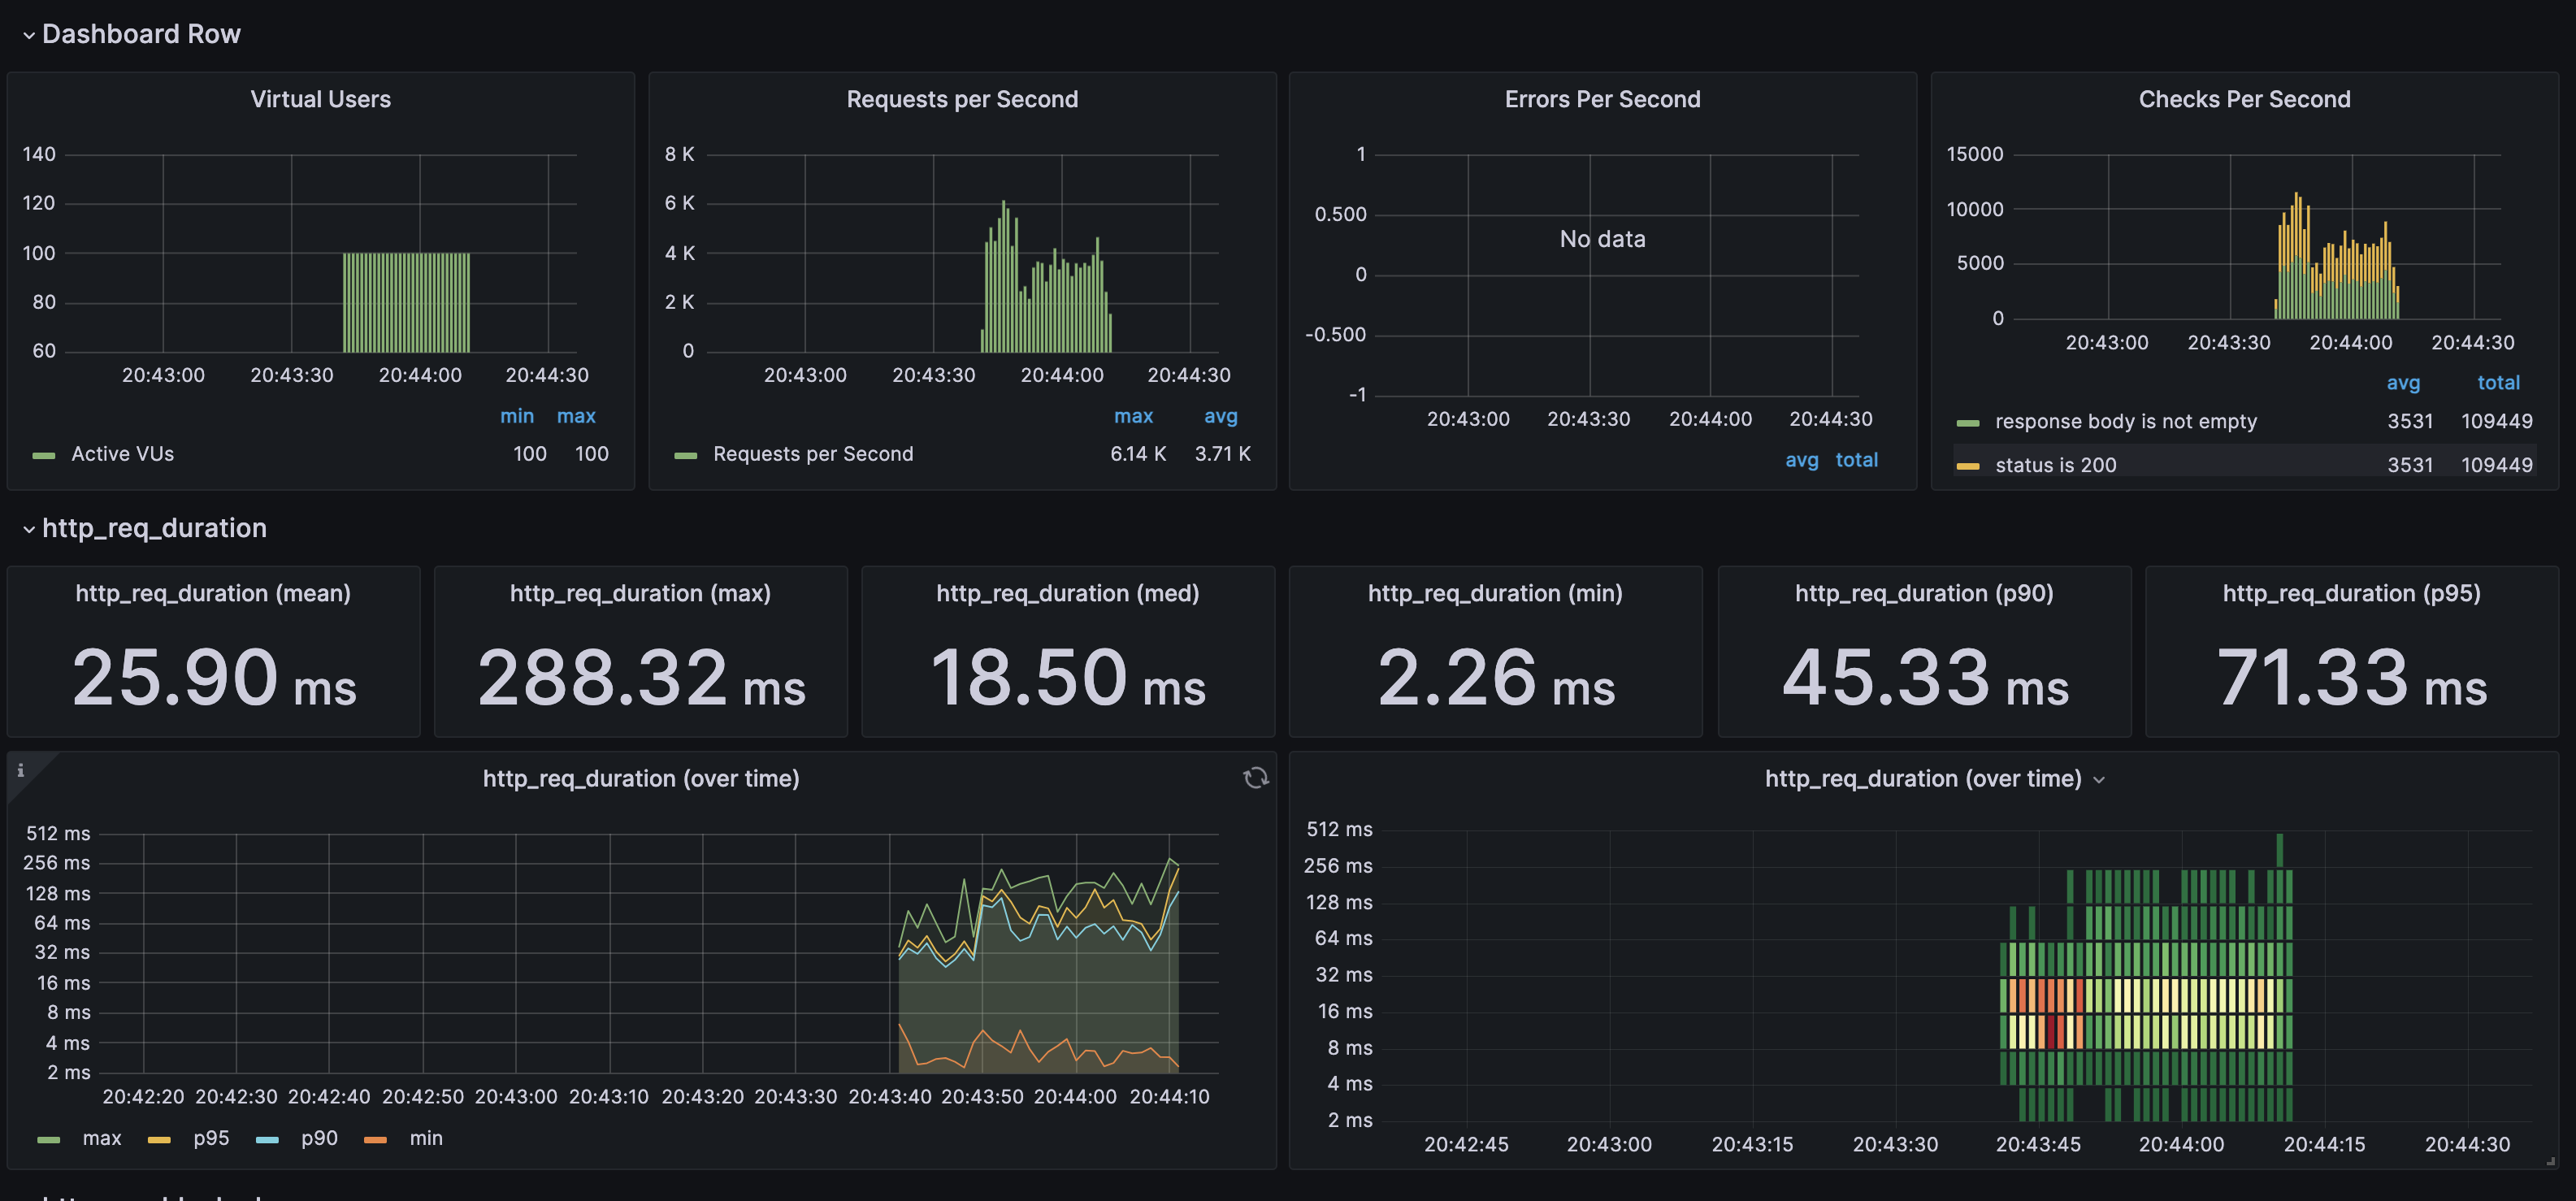 Dashboard Row
Virtual Users
140
120
100
80
60
20:43:00 20:43:30 20:44:00 20:44:30
min max
Active VUs 100 100
Requests per Second
8 K
6 K
4 K
2 K
0
20:43:00 20:43:30 20:44:00 20:44:30
max avg
Requests per Second 6.14 K 3.71 K
Errors Per Second
1
0.500
No data
0
-0.500
-1
20:43:00 20:43:30 20:44:00 20:44:30
avg total
Checks Per Second
15000
10000
5000
0
20:43:00 20:43:30 20:44:00 20:44:30
avg total
response body is not empty 3531 109449
status is 200 3531 109449
http_req_duration
http_req_duration (mean)
25.90 ms
http_req_duration (max)
288.32 ms
http_req_duration (med)
18.50 ms
http_req_duration (min)
2.26 ms
http_req_duration (p90)
45.33 ms
http_req_duration (p95)
71.33 ms
i
http_req_duration (over time)
512 ms
256 ms
128 ms
64 ms
32 ms
16 ms
8 ms
4 ms
2 ms
20:42:20 20:42:30 20:42:40 20:42:50 20:43:00 20:43:10 20:43:20 20:43:30 20:43:40 20:43:50 20:44:00 20:44:10
max p95 p90 min
http_req_duration (over time)
512 ms
256 ms
128 ms
64 ms
32 ms
16 ms
8 ms
4 ms
2 ms
20:42:45 20:43:00 20:43:15 20:43:30 20:43:45 20:44:00 20:44:15 20:44:30